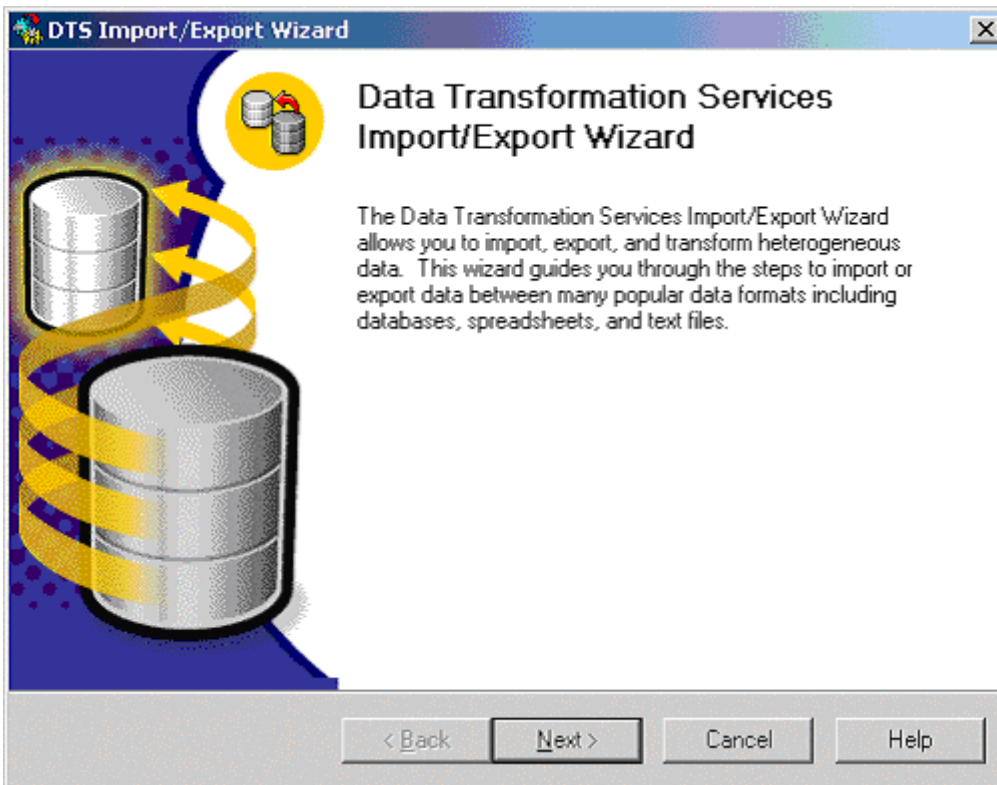 DTS Import/Export Wizard
Data Transformation Services
Import/Export Wizard
The Data Transformation Services Import/Export Wizard
allows you to import, export, and transform heterogeneous
data. This wizard guides you through the steps to import or
export data between many popular data formats including
databases, spreadsheets, and text files.
< Back Next > Cancel Help